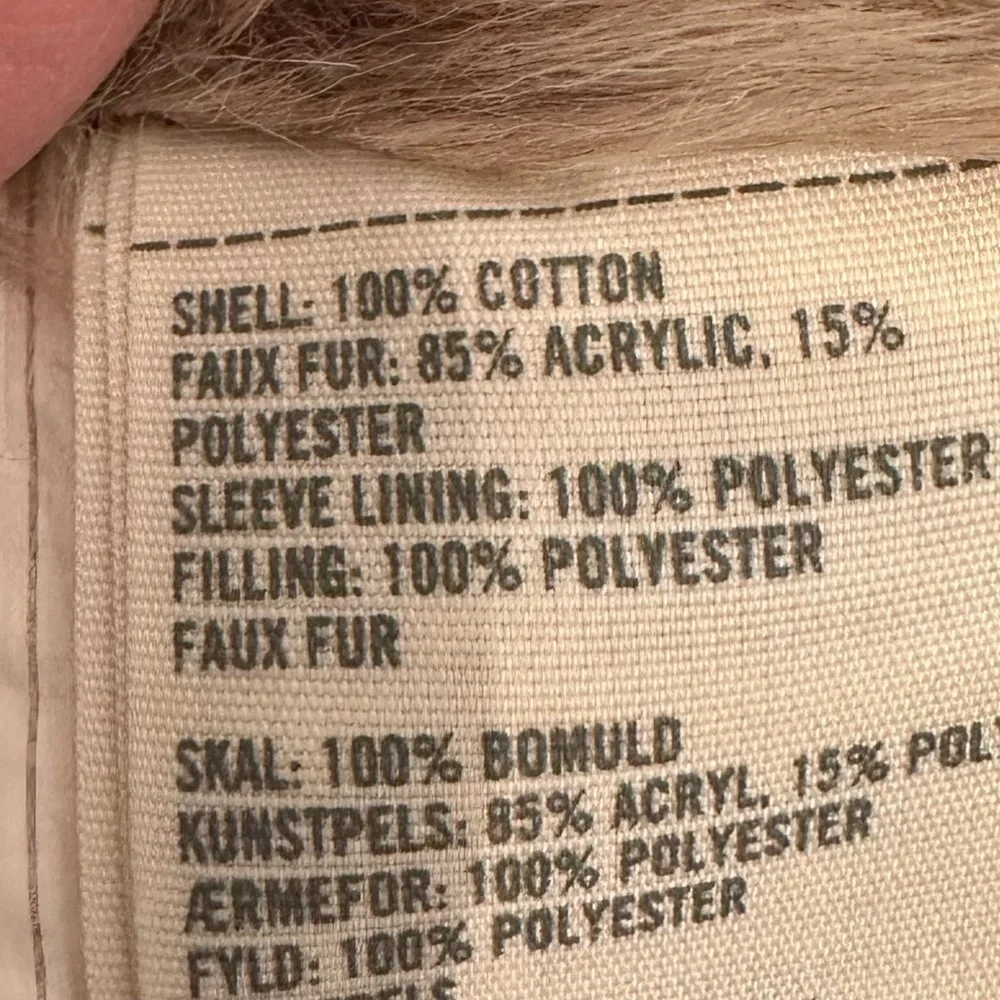 SHELL: 100% COTTON
FAUX FUR: 85% ACRYLIC, 15%
POLYESTER
SLEEVE LINING: 100% POLYESTER
FILLING: 100% POLYESTER
FAUX FUR
SKAL: 100% BOMULD
KUNSTPELS: 85% ACRYL, 15% POLY
ÆRMEFOR: 100% POLYESTER
FYLD: 100% POLYESTER